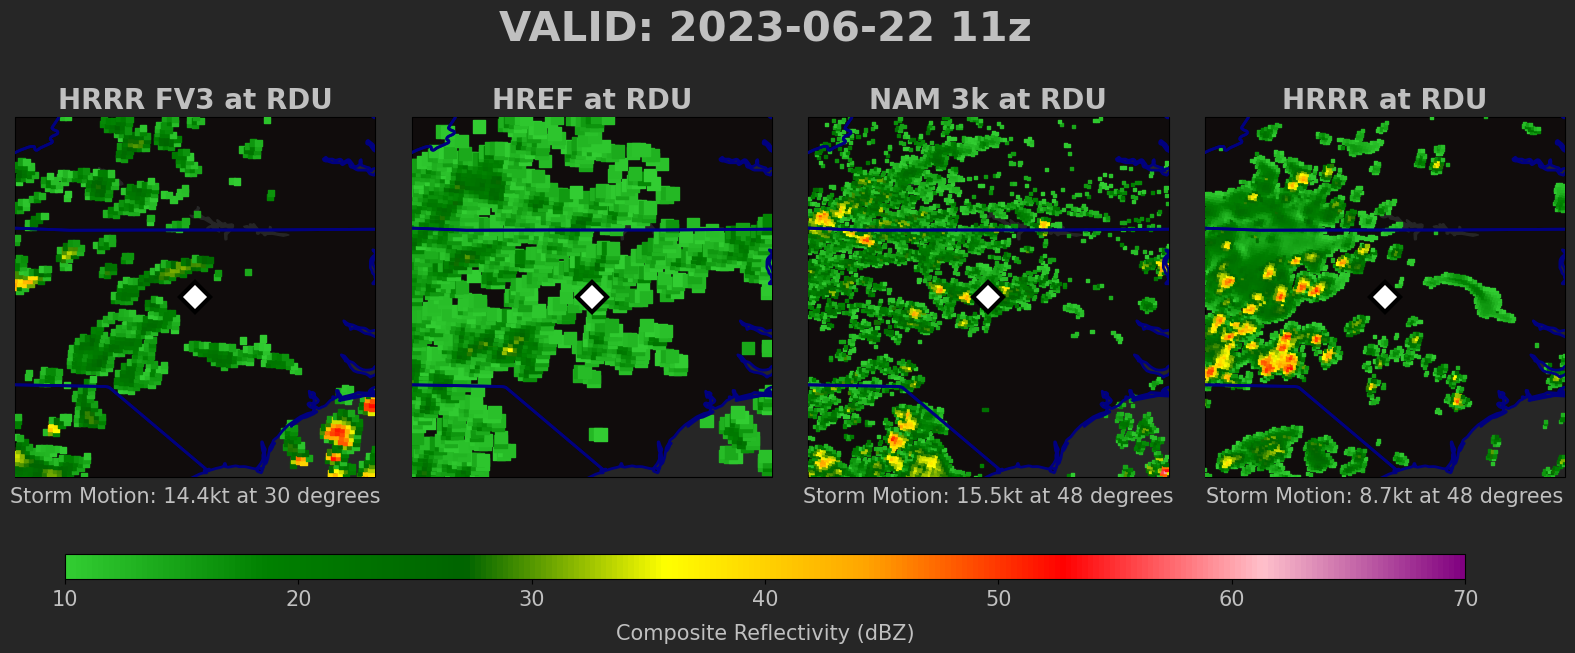 VALID: 2023-06-22 11z
HRRR FV3 at RDU
HREF at RDU
NAM 3k at RDU
HRRR at RDU
Storm Motion: 14.4kt at 30 degrees
Storm Motion: 15.5kt at 48 degrees
Storm Motion: 8.7kt at 48 degrees
10 20 30 40 50 60 70
Composite Reflectivity (dBZ)